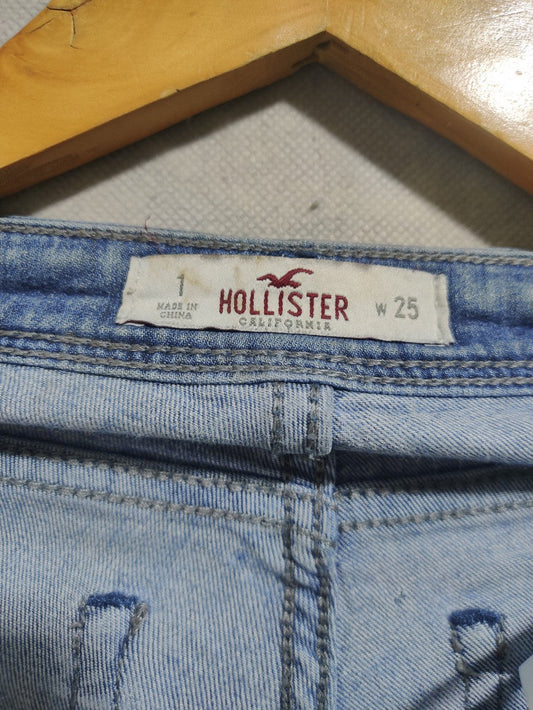 1
MADE IN
CHINA
HOLLISTER
CALIFORNIA
W 25